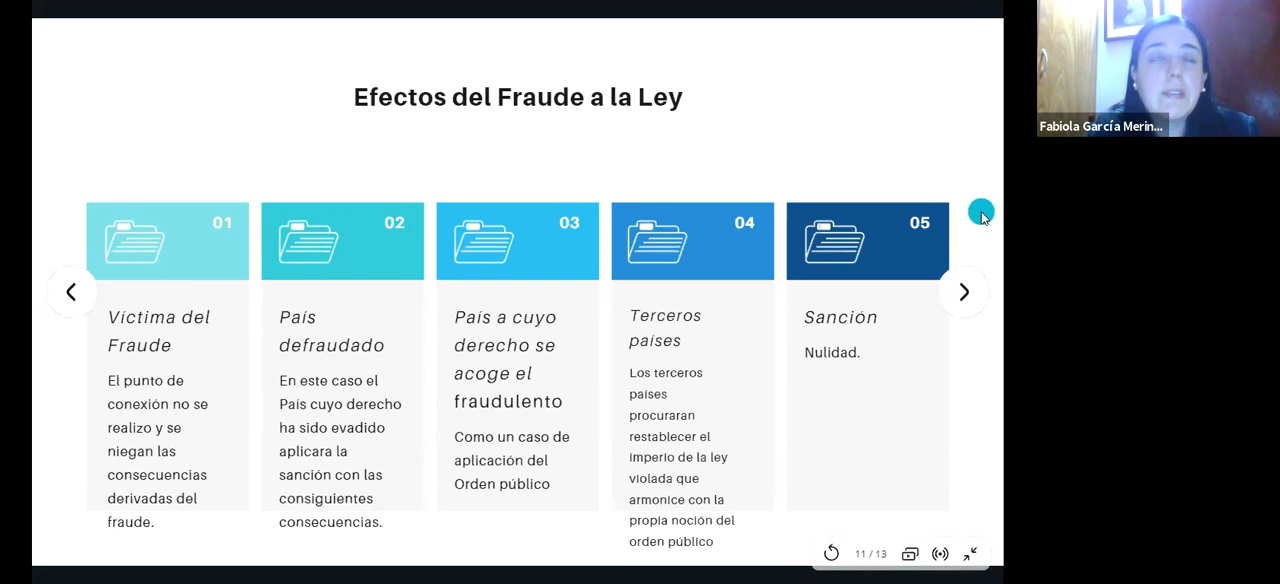 Efectos del Fraude a la Ley
Fabiola García Merin...
01
Víctima del
Fraude
El punto de
conexión no se
realizo y se
niegan las
consecuencias
derivadas del
fraude.
02
País
defraudado
En este caso el
País cuyo derecho
ha sido evadido
aplicara la
sanción con las
consiguientes
consecuencias.
03
País a cuyo
derecho se
acoge el
fraudulento
Como un caso de
aplicación del
Orden público
04
Terceros
países
Los terceros
países
procuraran
restablecer el
imperio de la ley
violada que
armonice con la
propia noción del
orden público
05
Sanción
Nulidad.
11 / 13